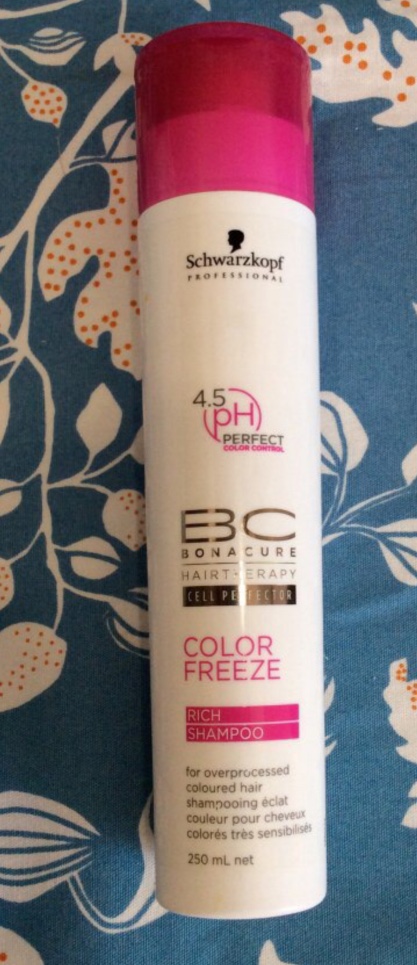 Schwarzkopf
PROFESSIONAL
4.5
pH
PERFECT
COLOR CONTROL
BC
BONACURE
HAIRTHERAPY
CELL PERFECTOR
COLOR
FREEZE
RICH
SHAMPOO
for overprocessed
coloured hair
shampooing éclat
couleur pour cheveux
colorés très sensibilisés
250 mL net